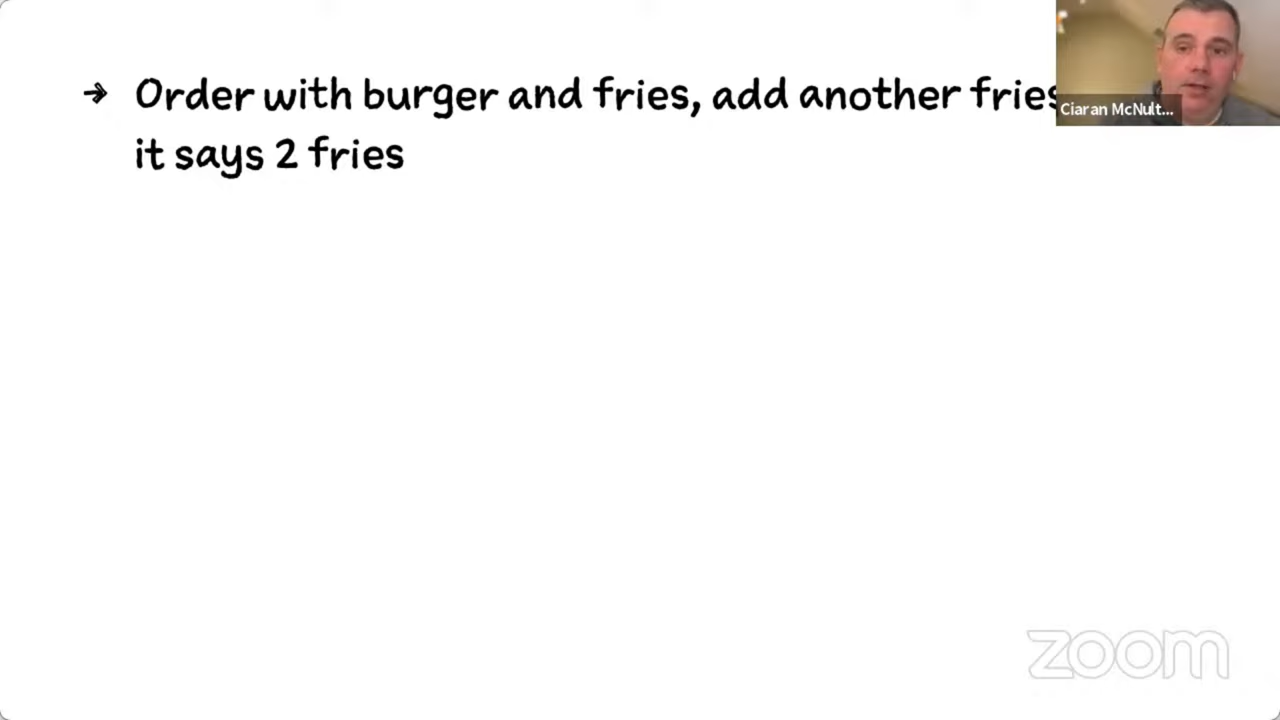 → Order with burger and fries, add another fries
it says 2 fries
Ciaran McNult...
zoom